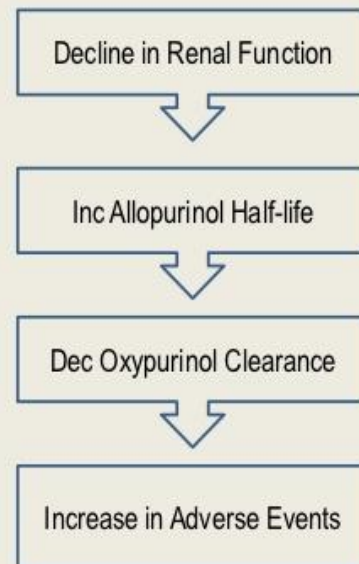 Decline in Renal Function
Inc Allopurinol Half-life
Dec Oxypurinol Clearance
Increase in Adverse Events